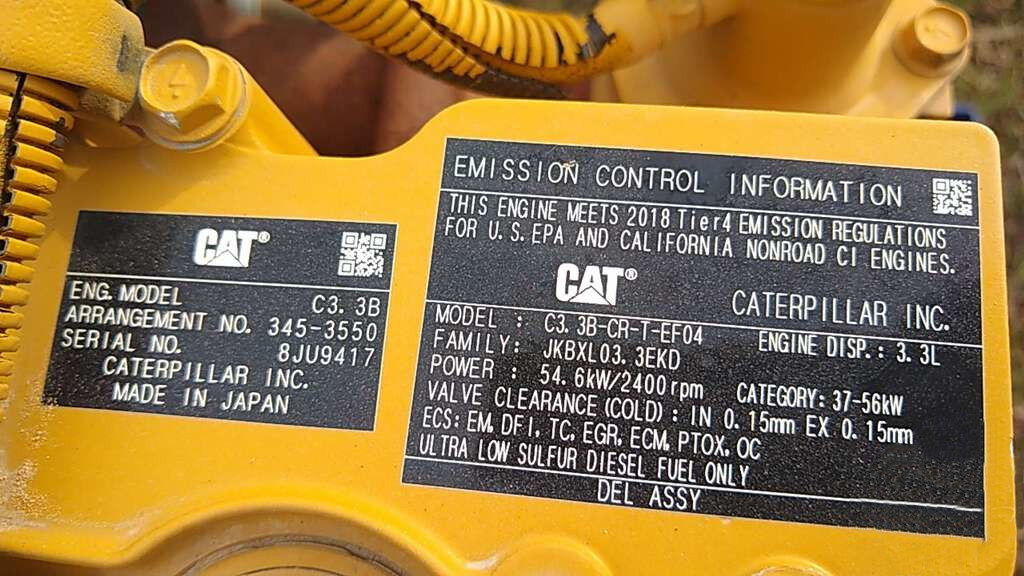 CAT®
ENG. MODEL C3.3B
ARRANGEMENT NO. 345-3550
SERIAL NO. 8JU9417
CATERPILLAR INC.
MADE IN JAPAN
EMISSION CONTROL INFORMATION
THIS ENGINE MEETS 2018 Tier4 EMISSION REGULATIONS
FOR U.S.EPA AND CALIFORNIA NONROAD CI ENGINES.
CAT® CATERPILLAR INC.
MODEL : C3.3B-CR-T-EF04 ENGINE DISP.: 3.3L
FAMILY: JKBXL03.3EKD
POWER : 54.6kW/2400rpm CATEGORY: 37-56kW
VALVE CLEARANCE(COLD): IN 0.15mm EX 0.15mm
ECS: EM, DFI, TC, EGR, ECM, PTOX, OC
ULTRA LOW SULFUR DIESEL FUEL ONLY
DEL ASSY